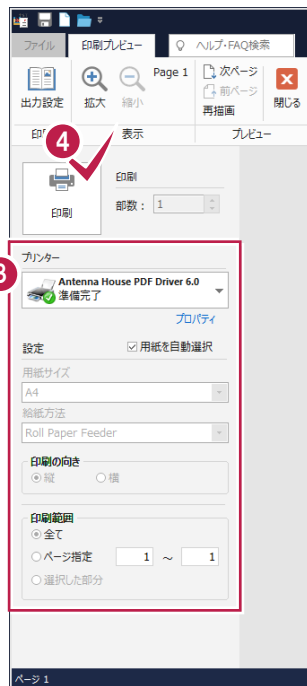 ファイル 印刷プレビュー ヘルプ・FAQ検索
出力設定 拡大 縮小 Page 1 次ページ 前ページ 再描画 閉じる
表示 プレビュー
4
印刷
印刷
部数： 1
3
プリンター
Antenna House PDF Driver 6.0
準備完了
プロパティ
設定 用紙を自動選択
用紙サイズ
A4
給紙方法
Roll Paper Feeder
印刷の向き
縦 横
印刷範囲
全て
ページ指定 1 ～ 1
選択した部分
ページ 1